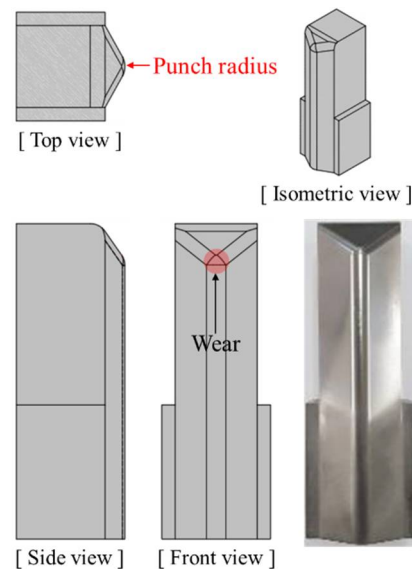 Punch radius
[ Top view ]
[ Isometric view ]
Wear
[ Side view ]
[ Front view ]